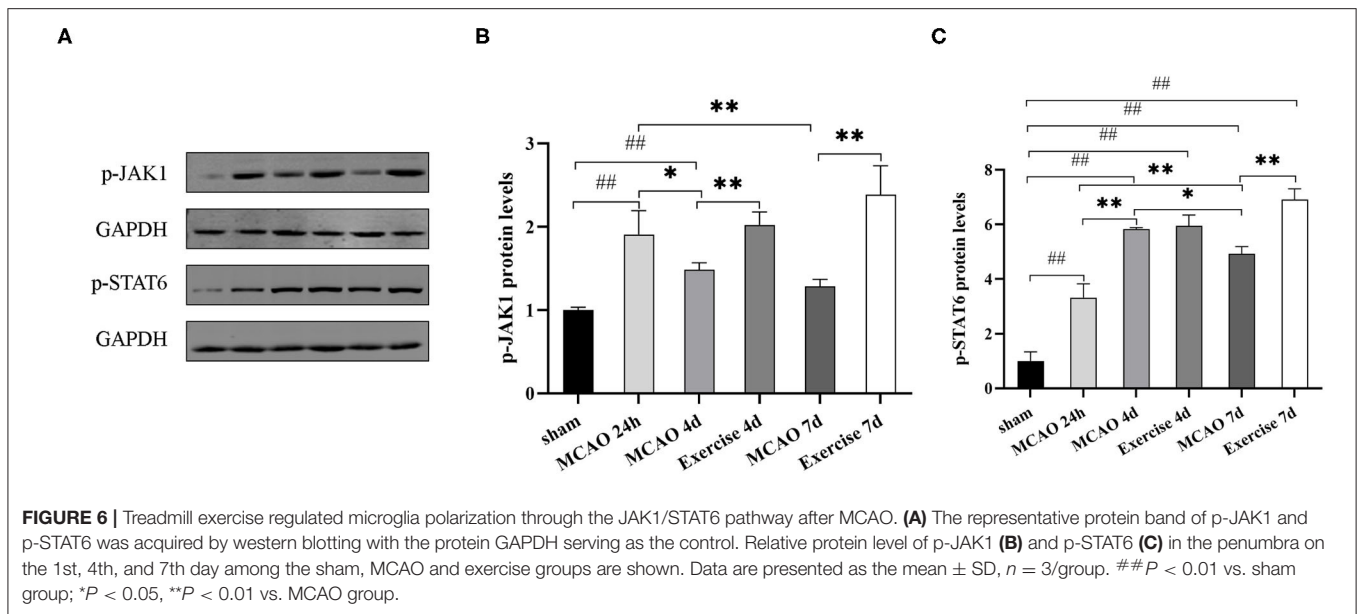 A
p-JAK1
GAPDH
p-STAT6
GAPDH
B
p-JAK1 protein levels
3
2
1
0
##
##
*
**
**
**
sham
MCAO 24h
MCAO 4d
Exercise 4d
MCAO 7d
Exercise 7d
C
p-STAT6 protein levels
8
6
4
2
0
##
##
##
##
**
**
**
*
##
sham
MCAO 24h
MCAO 4d
Exercise 4d
MCAO 7d
Exercise 7d
FIGURE 6 | Treadmill exercise regulated microglia polarization through the JAK1/STAT6 pathway after MCAO. (A) The representative protein band of p-JAK1 and
p-STAT6 was acquired by western blotting with the protein GAPDH serving as the control. Relative protein level of p-JAK1 (B) and p-STAT6 (C) in the penumbra on
the 1st, 4th, and 7th day among the sham, MCAO and exercise groups are shown. Data are presented as the mean ± SD, n = 3/group. ##P < 0.01 vs. sham
group; *P < 0.05, **P < 0.01 vs. MCAO group.